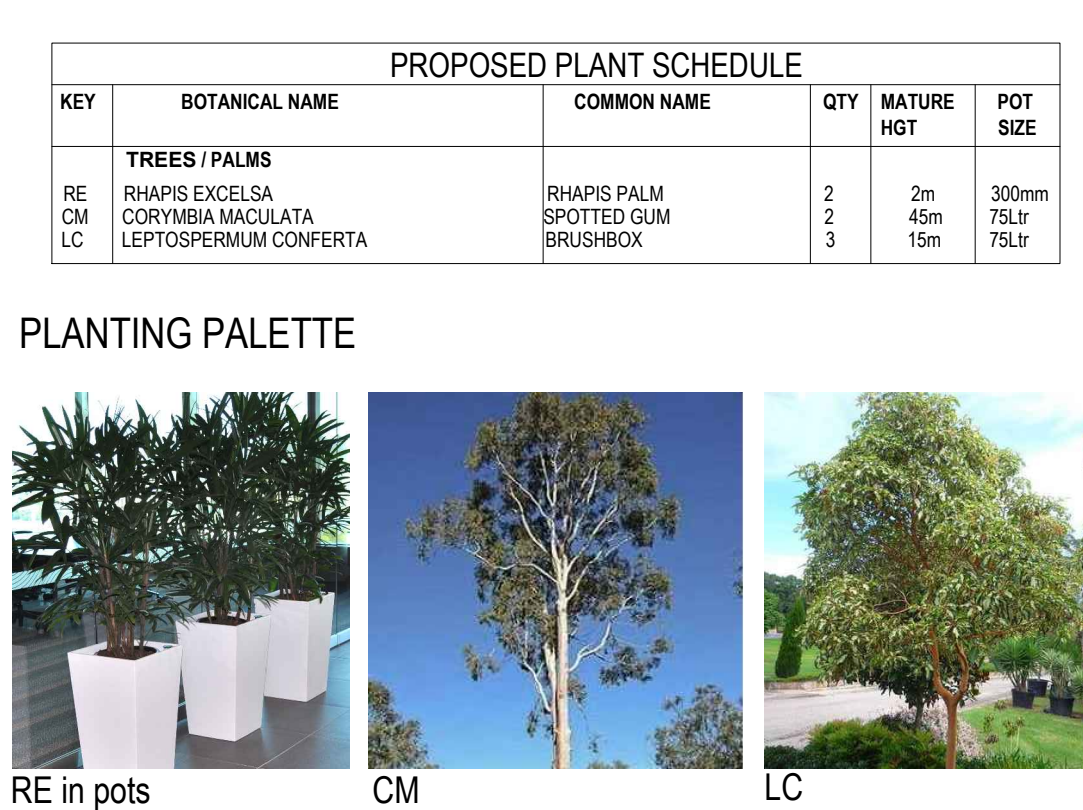 PROPOSED PLANT SCHEDULE
KEY BOTANICAL NAME COMMON NAME QTY MATURE HGT POT SIZE
TREES / PALMS
RE RHAPIS EXCELSA RHAPIS PALM 2 2m 300mm
CM CORYMBIA MACULATA SPOTTED GUM 2 45m 75Ltr
LC LEPTOSPERMUM CONFERTA BRUSHBOX 3 15m 75Ltr
PLANTING PALETTE
RE in pots
CM
LC